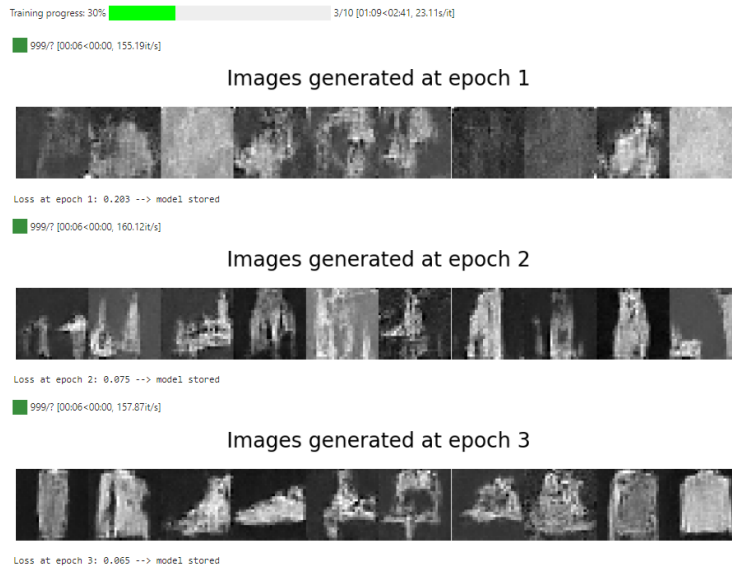 Training progress: 30% 3/10 [01:09<02:41, 23.11s/it]
999/? [00:06<00:00, 155.19it/s]
Images generated at epoch 1
Loss at epoch 1: 0.203 --> model stored
999/? [00:06<00:00, 160.12it/s]
Images generated at epoch 2
Loss at epoch 2: 0.075 --> model stored
999/? [00:06<00:00, 157.87it/s]
Images generated at epoch 3
Loss at epoch 3: 0.065 --> model stored